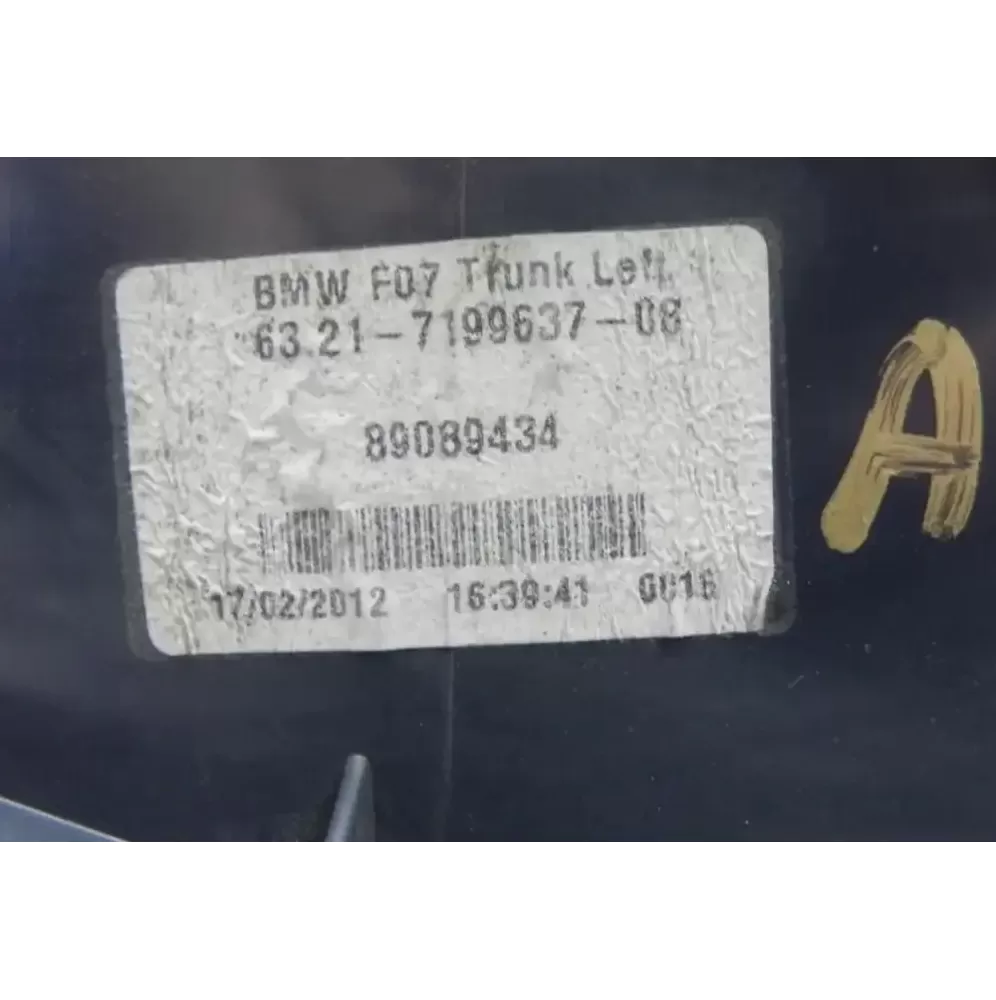 BMW F07 Trunk Left
63.21-7199637-08
89089434
17/02/2012 16:39:41 0016
A